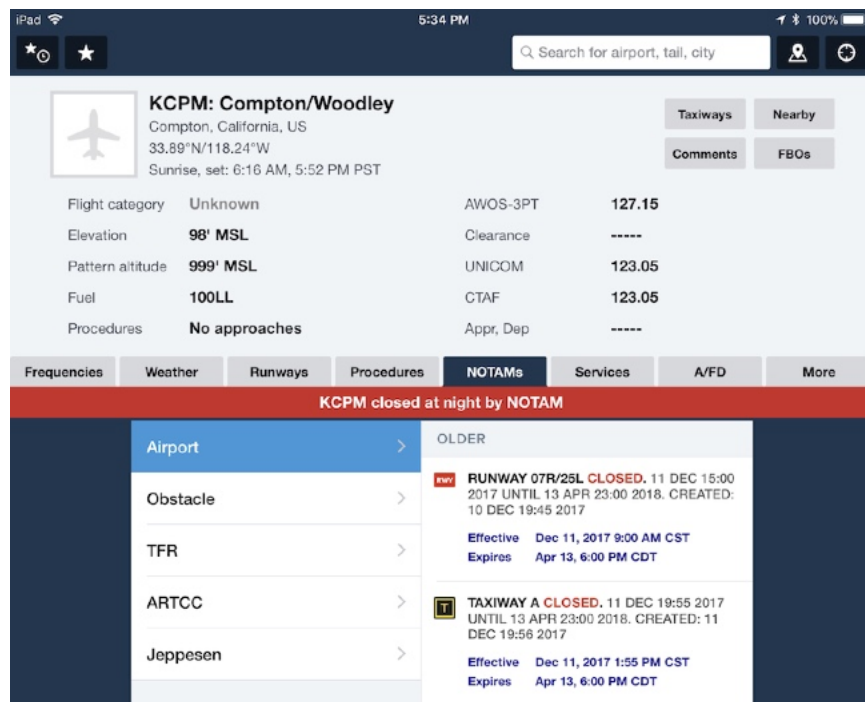 iPad 5:34 PM 100%
Search for airport, tail, city
KCPM: Compton/Woodley
Compton, California, US
33.89°N/118.24°W
Sunrise, set: 6:16 AM, 5:52 PM PST
Taxiways Nearby
Comments FBOs
Flight category Unknown AWOS-3PT 127.15
Elevation 98' MSL Clearance -----
Pattern altitude 999' MSL UNICOM 123.05
Fuel 100LL CTAF 123.05
Procedures No approaches Appr, Dep -----
Frequencies Weather Runways Procedures NOTAMs Services A/FD More
KCPM closed at night by NOTAM
Airport
Obstacle
TFR
ARTCC
Jeppesen
OLDER
RWY RUNWAY 07R/25L CLOSED. 11 DEC 15:00
2017 UNTIL 13 APR 23:00 2018. CREATED:
10 DEC 19:45 2017
Effective Dec 11, 2017 9:00 AM CST
Expires Apr 13, 6:00 PM CDT
T TAXIWAY A CLOSED. 11 DEC 19:55 2017
UNTIL 13 APR 23:00 2018. CREATED: 11
DEC 19:56 2017
Effective Dec 11, 2017 1:55 PM CST
Expires Apr 13, 6:00 PM CDT